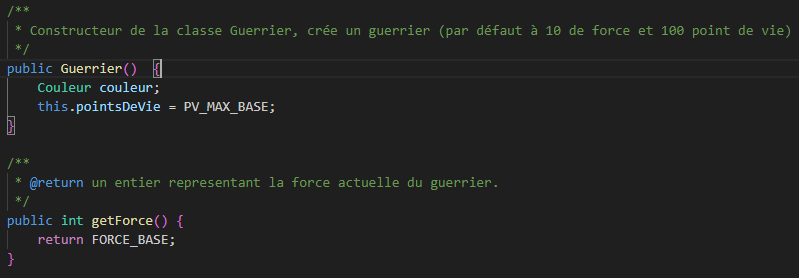 /**
 * Constructeur de la classe Guerrier, crée un guerrier (par défaut à 10 de force et 100 point de vie)
 */
public Guerrier()  {
    Couleur couleur;
    this.pointsDeVie = PV_MAX_BASE;
}

/**
 * @return un entier representant la force actuelle du guerrier.
 */
public int getForce() {
    return FORCE_BASE;
}